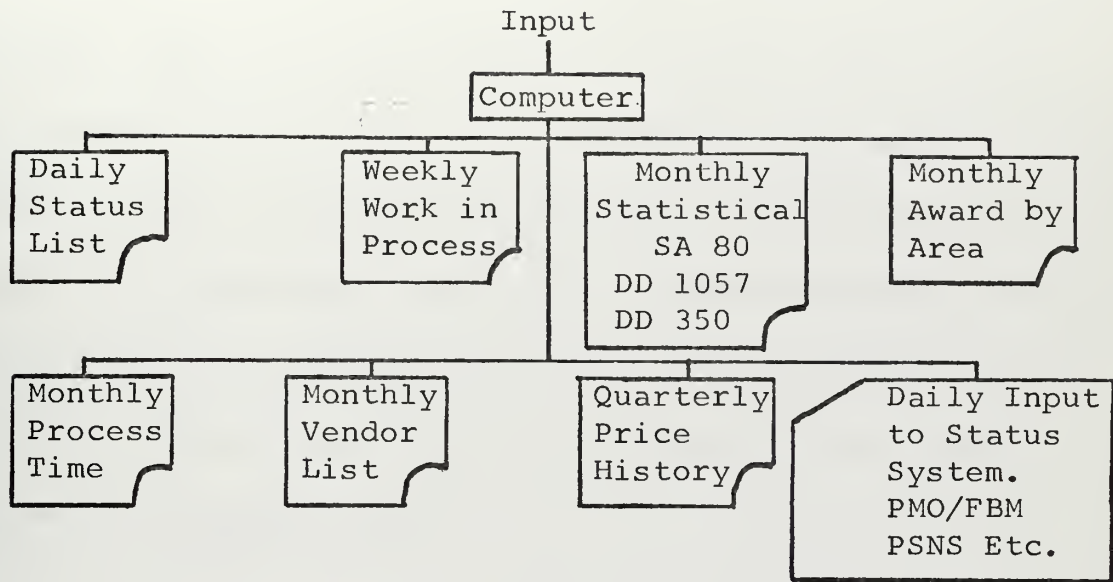 Input
Computer
Daily
Status
List
Weekly
Work in
Process
Monthly
Statistical
SA 80
DD 1057
DD 350
Monthly
Award by
Area
Monthly
Process
Time
Monthly
Vendor
List
Quarterly
Price
History
Daily Input
to Status
System.
PMO/FBM
PSNS Etc.